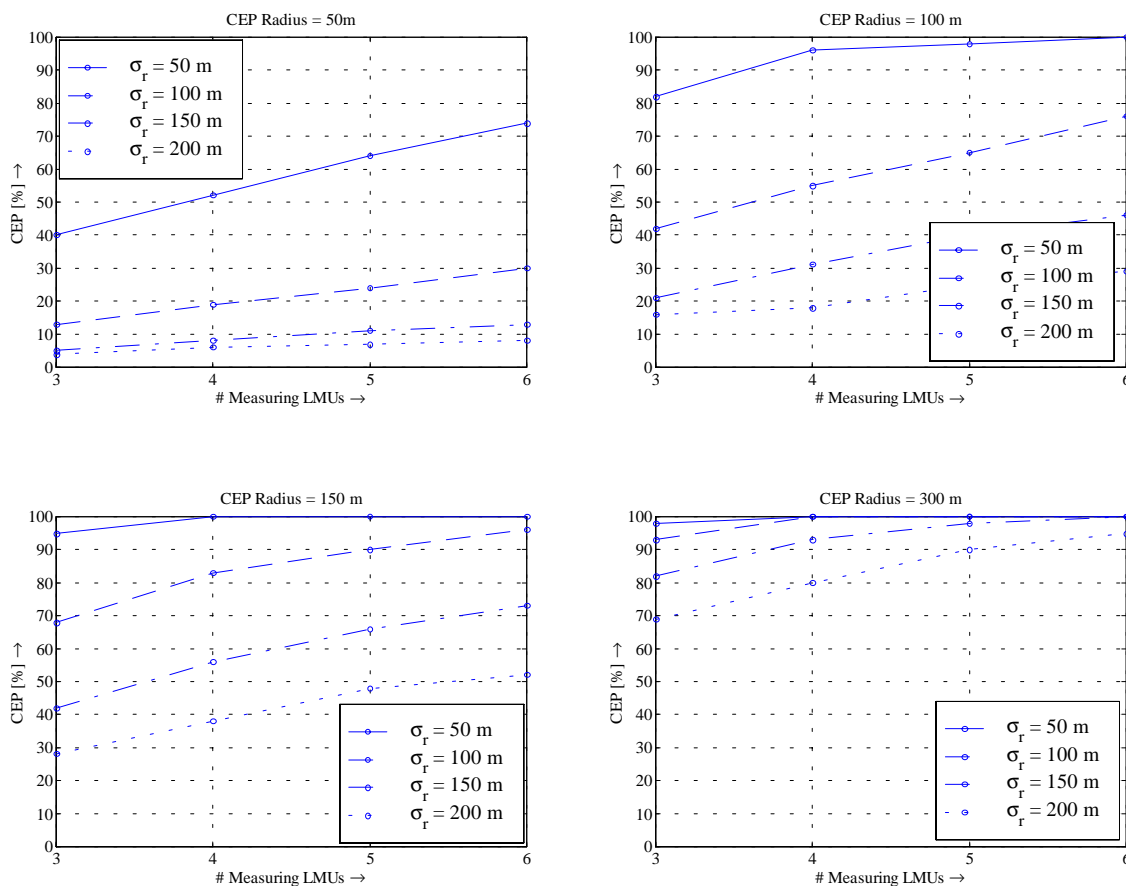 CEP Radius = 50m
100
90
80
70
60
50
40
30
20
10
0
CEP [%] →
σr = 50 m
σr = 100 m
σr = 150 m
σr = 200 m
3
4
5
6
# Measuring LMUs →
CEP Radius = 100 m
100
90
80
70
60
50
40
30
20
10
0
CEP [%] →
σr = 50 m
σr = 100 m
σr = 150 m
σr = 200 m
3
4
5
6
# Measuring LMUs →
CEP Radius = 150 m
100
90
80
70
60
50
40
30
20
10
0
CEP [%] →
σr = 50 m
σr = 100 m
σr = 150 m
σr = 200 m
3
4
5
6
# Measuring LMUs →
CEP Radius = 300 m
100
90
80
70
60
50
40
30
20
10
0
CEP [%] →
σr = 50 m
σr = 100 m
σr = 150 m
σr = 200 m
3
4
5
6
# Measuring LMUs →